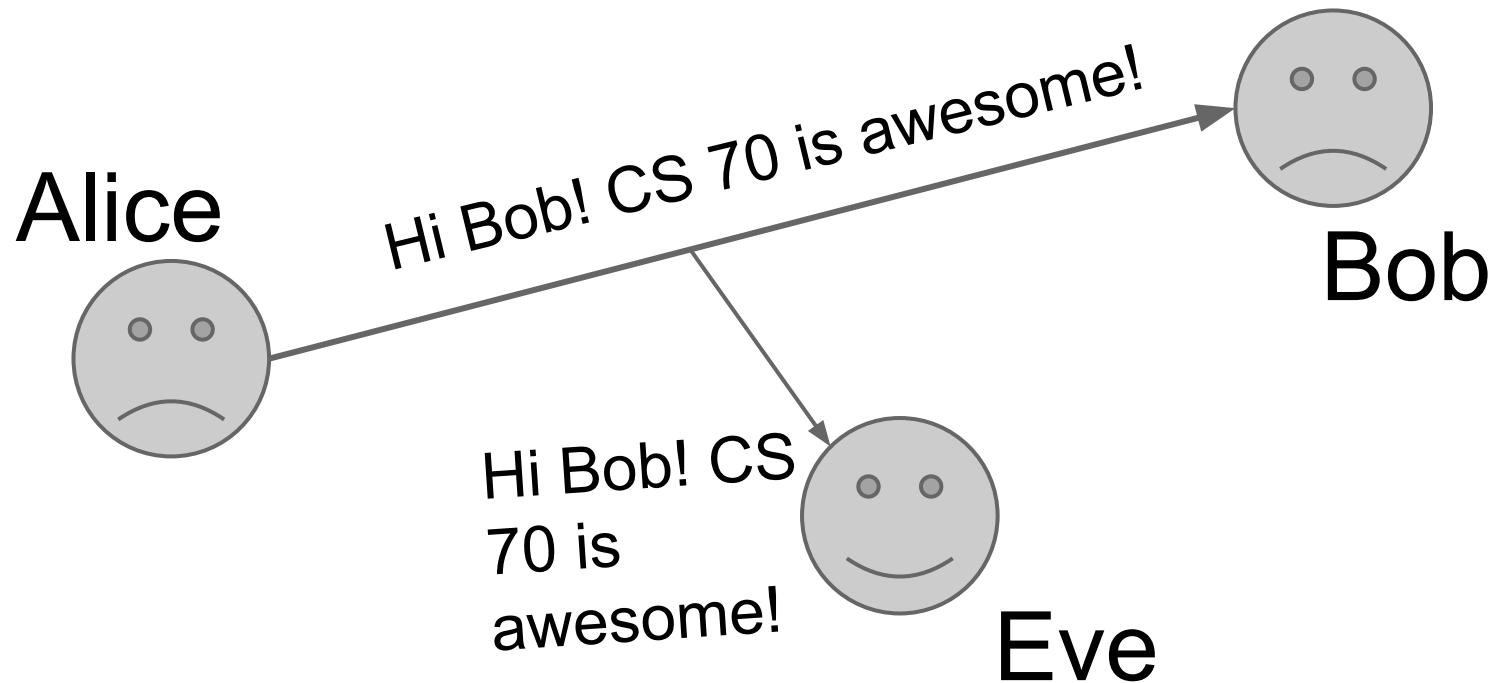 Alice
Hi Bob! CS 70 is awesome!
Bob
Hi Bob! CS
70 is
awesome!
Eve